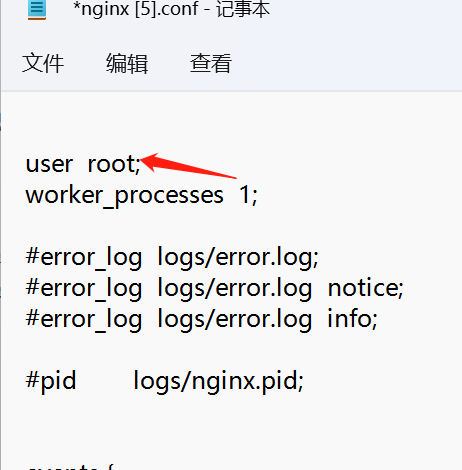 *nginx [5].conf - 记事本
文件 编辑 查看
user  root;
worker_processes  1;
#error_log  logs/error.log;
#error_log  logs/error.log  notice;
#error_log  logs/error.log  info;
#pid        logs/nginx.pid;
events {